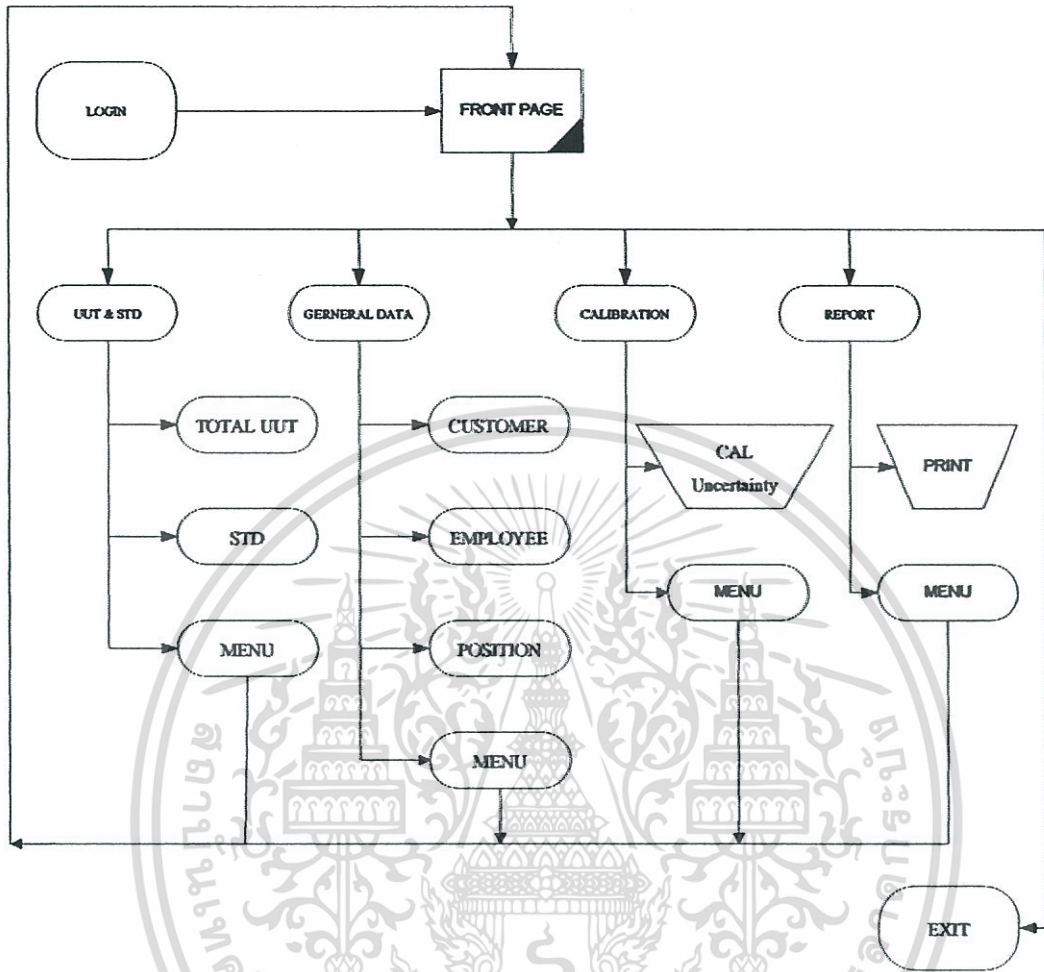 LOGIN
FRONT PAGE
UUT & STD
GERNERAL DATA
CALIBRATION
REPORT
TOTAL UUT
CUSTOMER
CAL
Uncertainty
PRINT
STD
EMPLOYEE
MENU
MENU
MENU
POSITION
MENU
EXIT